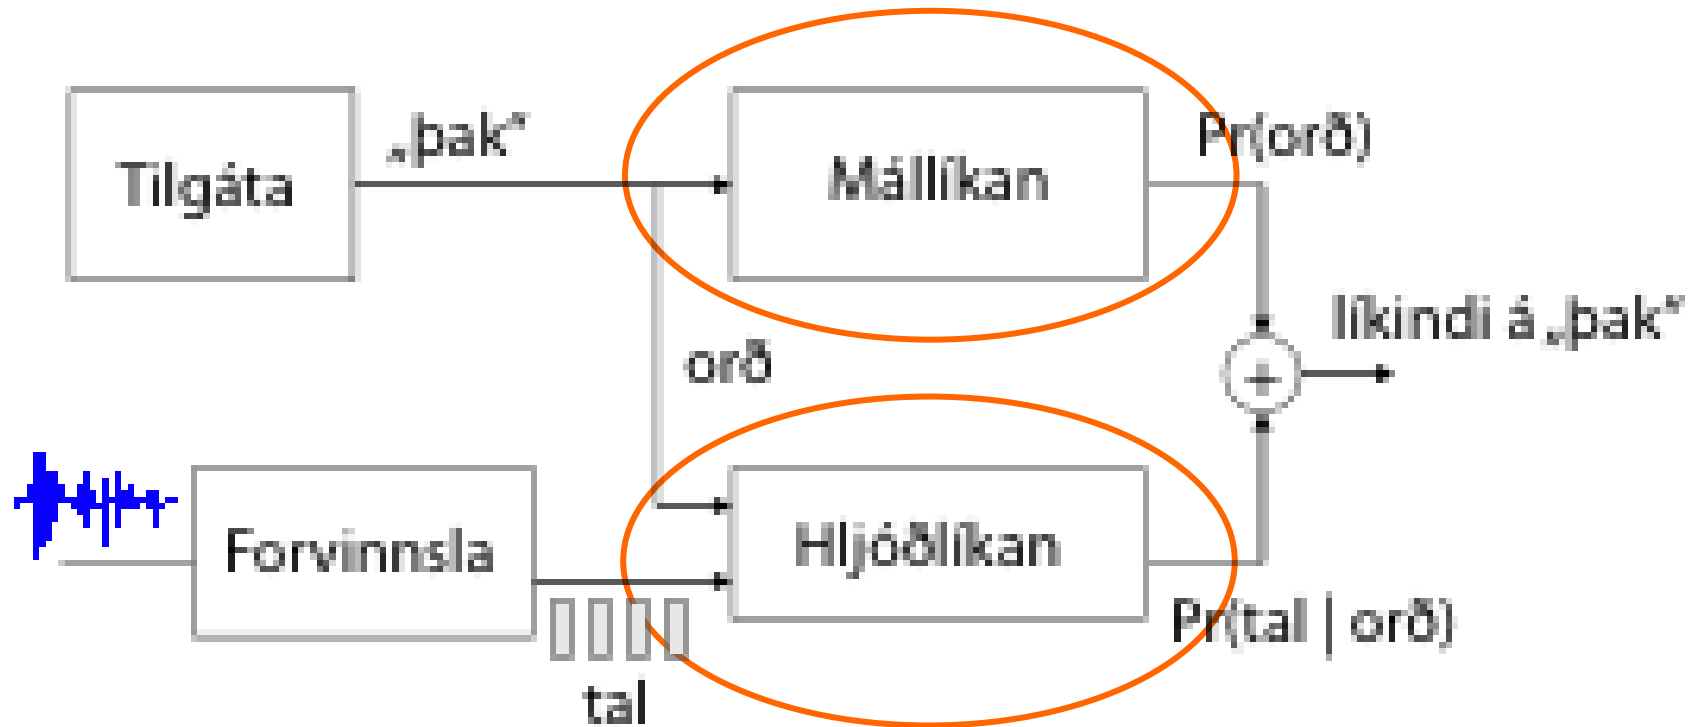 Tilgáta
„þak“
Mállíkan
Pr(orð)
orð
líkindi á „þak“
+
Forvinnsla
Hljóðlíkan
Pr(tal | orð)
tal